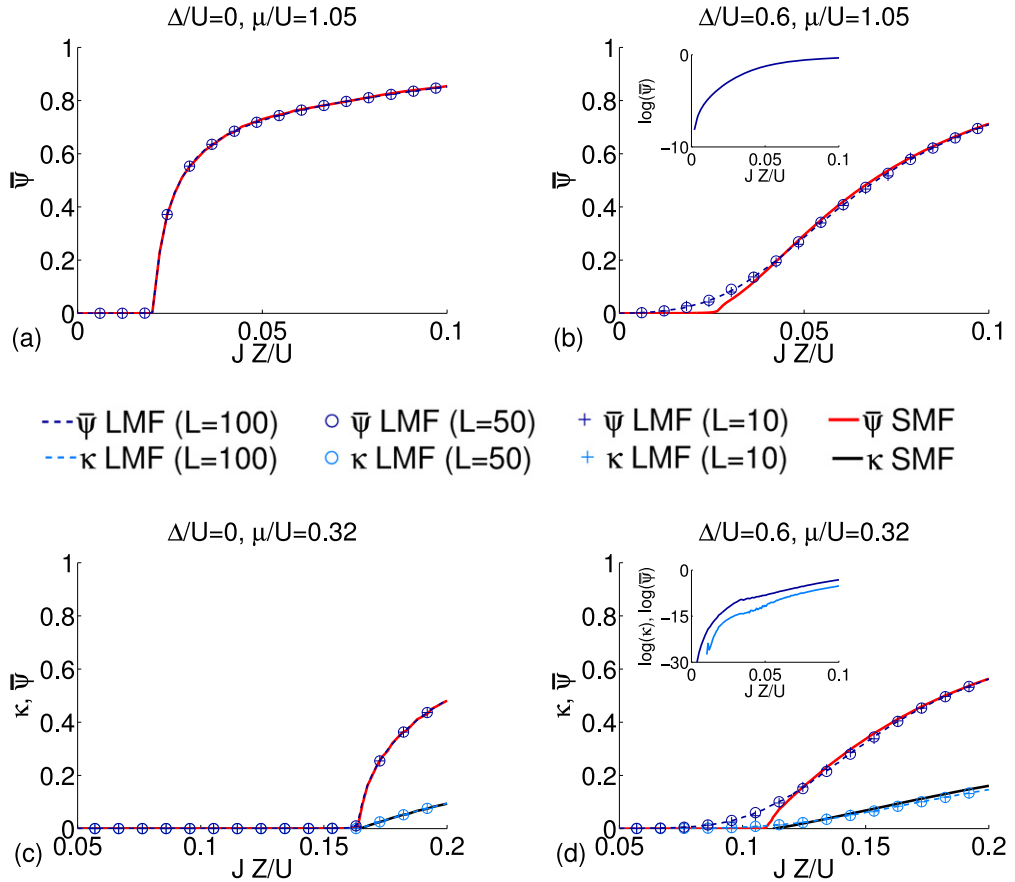 Δ/U=0, μ/U=1.05
1
0.8
0.6
0.4
0.2
0
ψ̅
0
0.05
0.1
J Z/U
(a)
Δ/U=0.6, μ/U=1.05
1
0.8
0.6
0.4
0.2
0
ψ̅
0
0.05
0.1
J Z/U
(b)
0
−10
log(ψ̅)
0
0.05
0.1
J Z/U
ψ̅ LMF (L=100)
ψ̅ LMF (L=50)
ψ̅ LMF (L=10)
ψ̅ SMF
κ LMF (L=100)
κ LMF (L=50)
κ LMF (L=10)
κ SMF
Δ/U=0, μ/U=0.32
1
0.8
0.6
0.4
0.2
0
κ, ψ̅
0.05
0.1
0.15
0.2
J Z/U
(c)
Δ/U=0.6, μ/U=0.32
1
0.8
0.6
0.4
0.2
0
κ, ψ̅
0.05
0.1
0.15
0.2
J Z/U
(d)
0
−15
−30
log(κ), log(ψ̅)
0
0.05
0.1
J Z/U